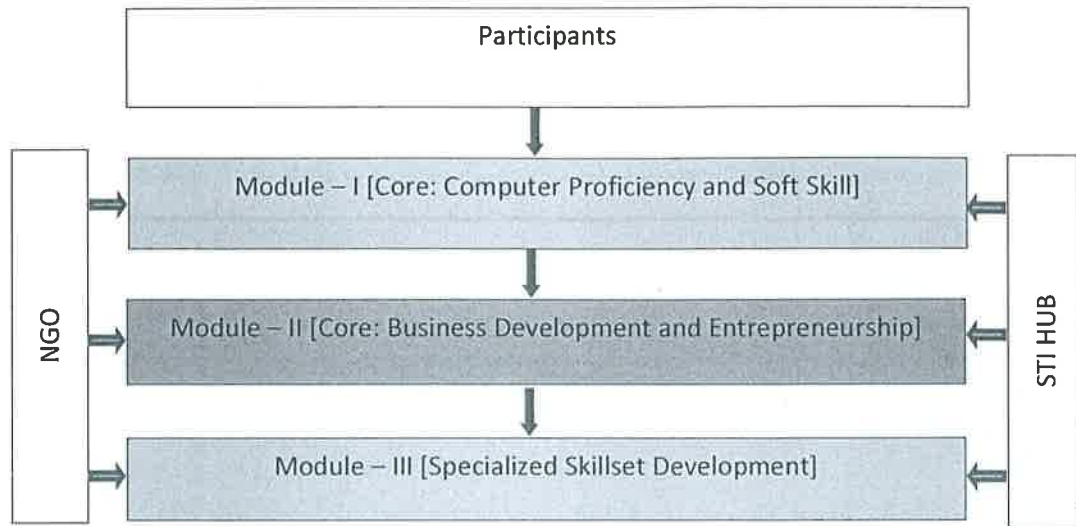 Participants
Module – I [Core: Computer Proficiency and Soft Skill]
NGO
Module – II [Core: Business Development and Entrepreneurship]
STI HUB
Module – III [Specialized Skillset Development]